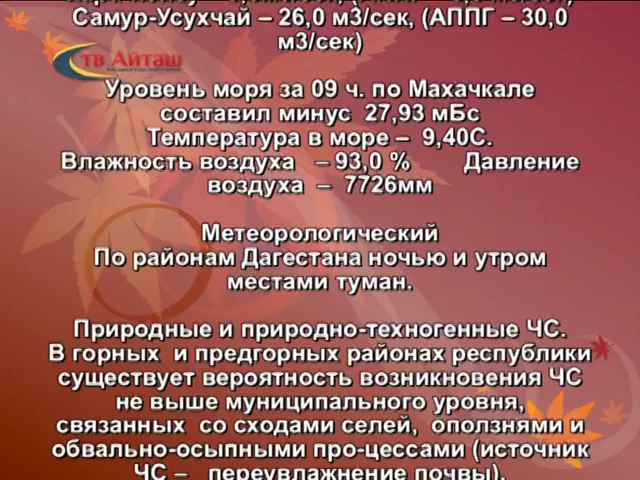 Самур-Усухчай – 26,0 м3/сек, (АППГ – 30,0
м3/сек)
ств Айташ
Уровень моря за 09 ч. по Махачкале
составил минус 27,93 мБс
Температура в море – 9,40С.
Влажность воздуха – 93,0 % Давление
воздуха – 7726мм
Метеорологический
По районам Дагестана ночью и утром
местами туман.
Природные и природно-техногенные ЧС.
В горных и предгорных районах республики
существует вероятность возникновения ЧС
не выше муниципального уровня,
связанных со сходами селей, оползнями и
обвально-осыпными про-цессами (источник
ЧС – переувлажнение почвы).